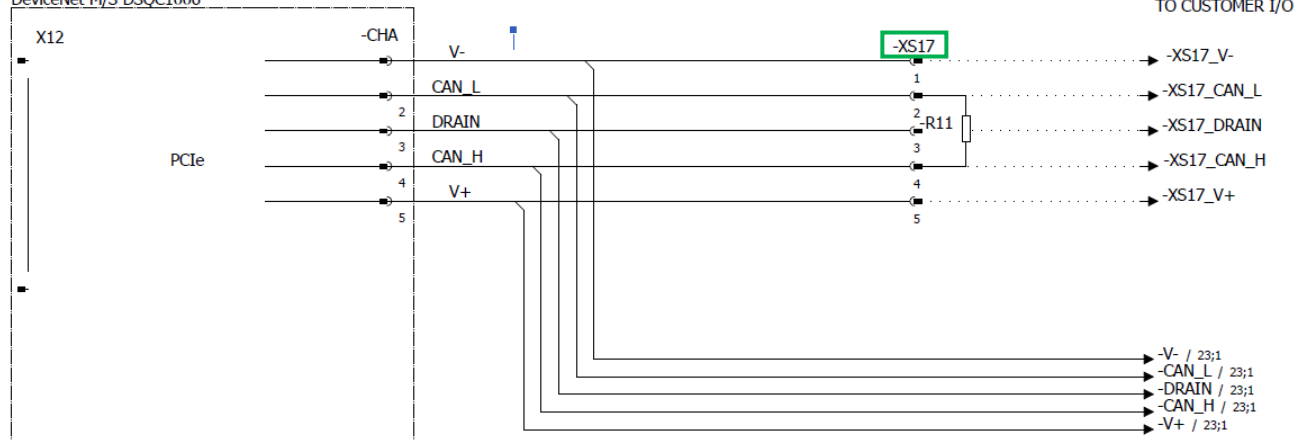 DeviceNet M/S DSQC1006
TO CUSTOMER I/O
X12
-CHA
-XS17
V-
1
-XS17_V-
CAN_L
2
2
-XS17_CAN_L
DRAIN
-R11
3
3
-XS17_DRAIN
PCIe
CAN_H
4
4
-XS17_CAN_H
V+
5
5
-XS17_V+
-V- / 23;1
-CAN_L / 23;1
-DRAIN / 23;1
-CAN_H / 23;1
-V+ / 23;1